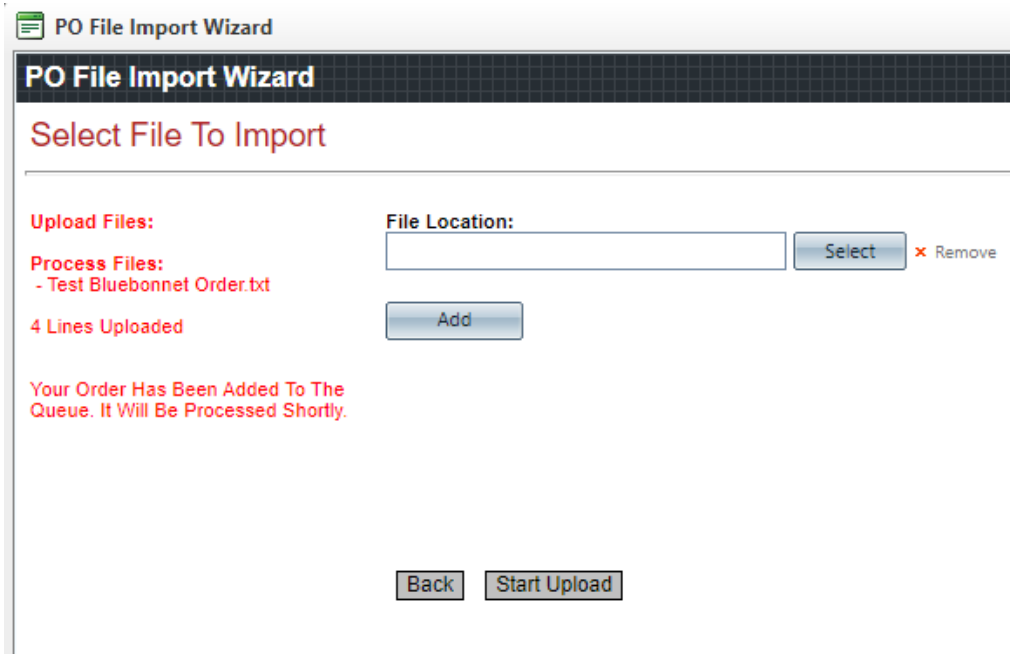 PO File Import Wizard
PO File Import Wizard
Select File To Import
Upload Files:
File Location:
Select
× Remove
Process Files:
- Test Bluebonnet Order.txt
4 Lines Uploaded
Add
Your Order Has Been Added To The
Queue. It Will Be Processed Shortly.
Back
Start Upload